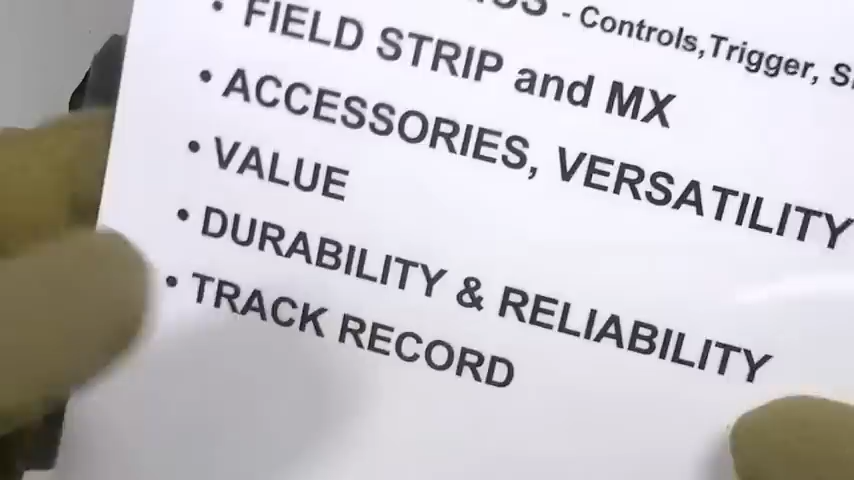 - Controls, Trigger,
• FIELD STRIP and MX
• ACCESSORIES, VERSATILITY
• VALUE
• DURABILITY & RELIABILITY
• TRACK RECORD